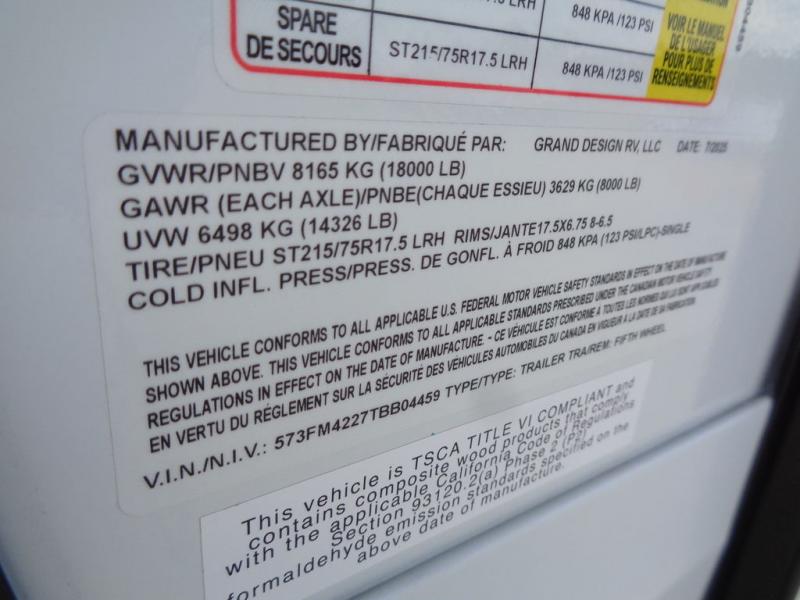 LRH
848 KPA /123 PSI
SPARE
DE SECOURS
ST215/75R17.5 LRH
848 KPA /123 PSI
VOIR LE MANUEL
DE L'USAGER
POUR PLUS DE
RENSEIGNEMENTS
MANUFACTURED BY/FABRIQUÉ PAR: GRAND DESIGN RV, LLC DATE: 7/2025
GVWR/PNBV 8165 KG (18000 LB)
GAWR (EACH AXLE)/PNBE(CHAQUE ESSIEU) 3629 KG (8000 LB)
UVW 6498 KG (14326 LB)
TIRE/PNEU ST215/75R17.5 LRH RIMS/JANTE17.5X6.75 8-6.5
COLD INFL. PRESS/PRESS. DE GONFL. À FROID 848 KPA (123 PSI/LPC)-SINGLE
THIS VEHICLE CONFORMS TO ALL APPLICABLE U.S. FEDERAL MOTOR VEHICLE SAFETY STANDARDS IN EFFECT ON THE DATE OF MANUFACTURE
SHOWN ABOVE. THIS VEHICLE CONFORMS TO ALL APPLICABLE STANDARDS PRESCRIBED UNDER THE CANADIAN MOTOR VEHICLE SAFETY
REGULATIONS IN EFFECT ON THE DATE OF MANUFACTURE. - CE VÉHICULE EST CONFORME A TOUTES LES NORMES QUI LUI SONT APPLICABLES
EN VERTU DU RÉGLEMENT SUR LA SÉCURITÉ DES VÉHICULES AUTOMOBILES DU CANADA EN VIGUEUR A LA DATE DE SA FABRICATION.
V.I.N./N.I.V.: 573FM4227TBB04459 TYPE/TYPE: TRAILER TRA/REM: FIFTH WHEEL
This vehicle is TSCA TITLE VI COMPLIANT and
contains composite wood products that comply
with the applicable California Code of Regulations
Section 93120.2(a) Phase 2 (P2)
formaldehyde emission standards specified on the
above date of manufacture.